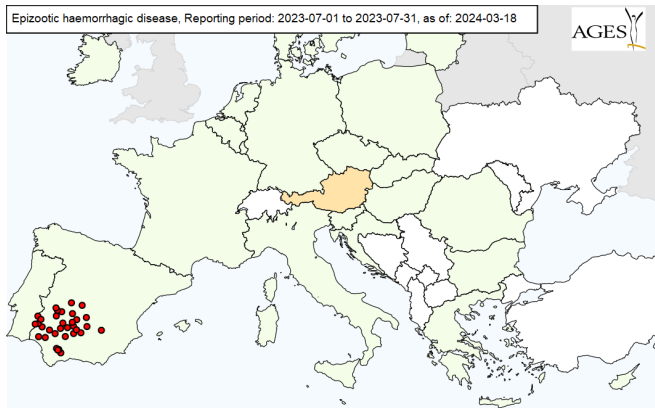 Epizootic haemorrhagic disease, Reporting period: 2023-07-01 to 2023-07-31, as of: 2024-03-18
AGES